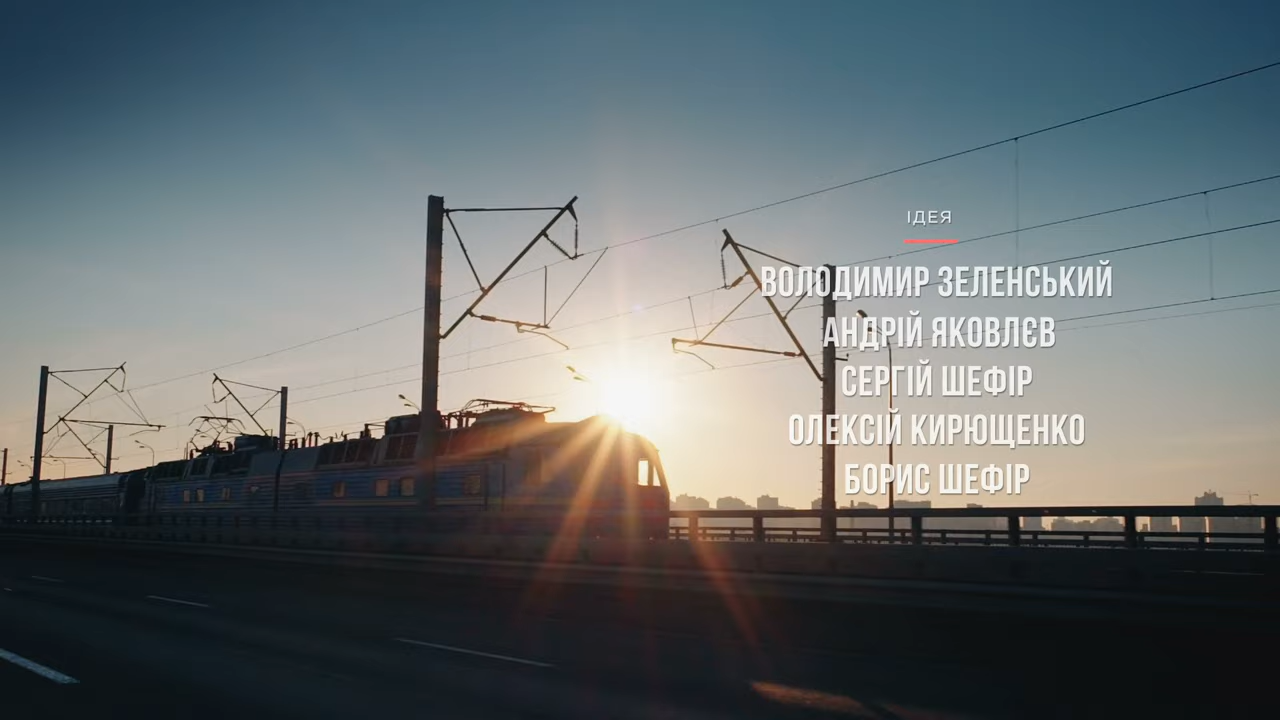 ІДЕЯ
ВОЛОДИМИР ЗЕЛЕНСЬКИЙ
АНДРІЙ ЯКОВЛЄВ
СЕРГІЙ ШЕФІР
ОЛЕКСІЙ КИРЮЩЕНКО
БОРИС ШЕФІР